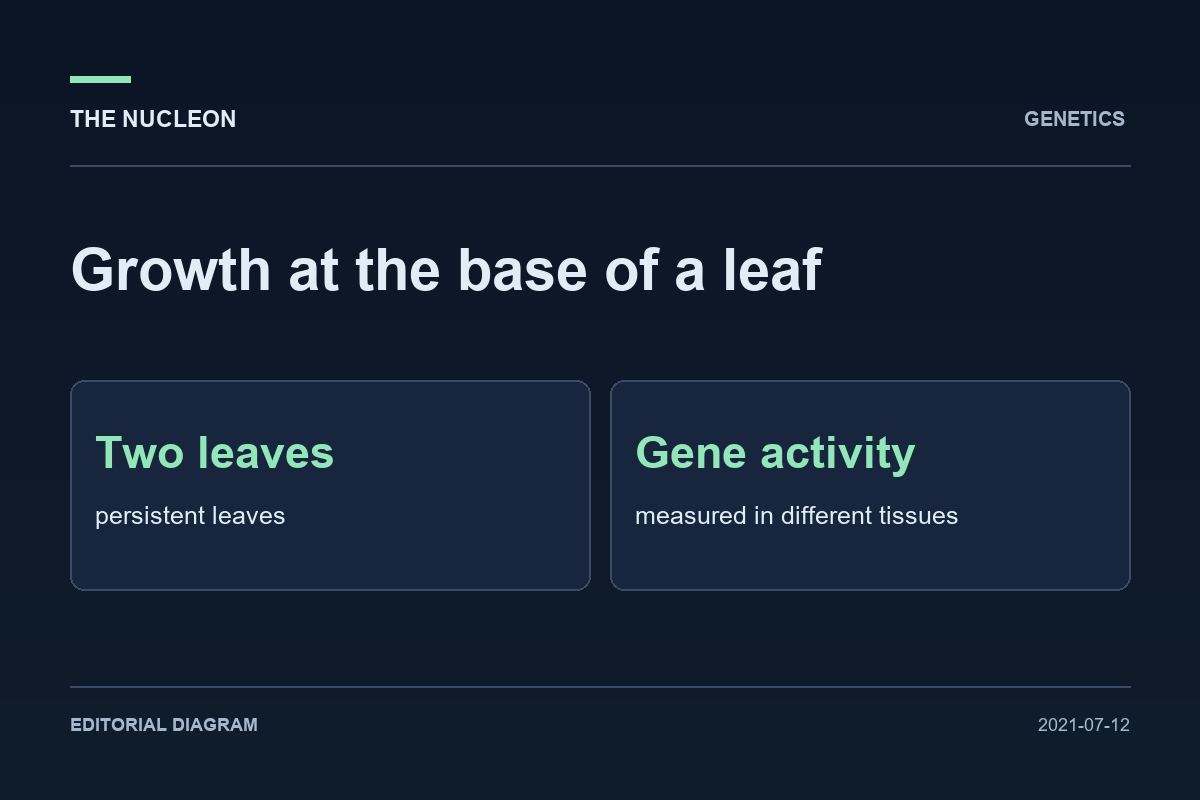 THE NUCLEON
GENETICS
Growth at the base of a leaf
Two leaves
persistent leaves
Gene activity
measured in different tissues
EDITORIAL DIAGRAM
2021-07-12